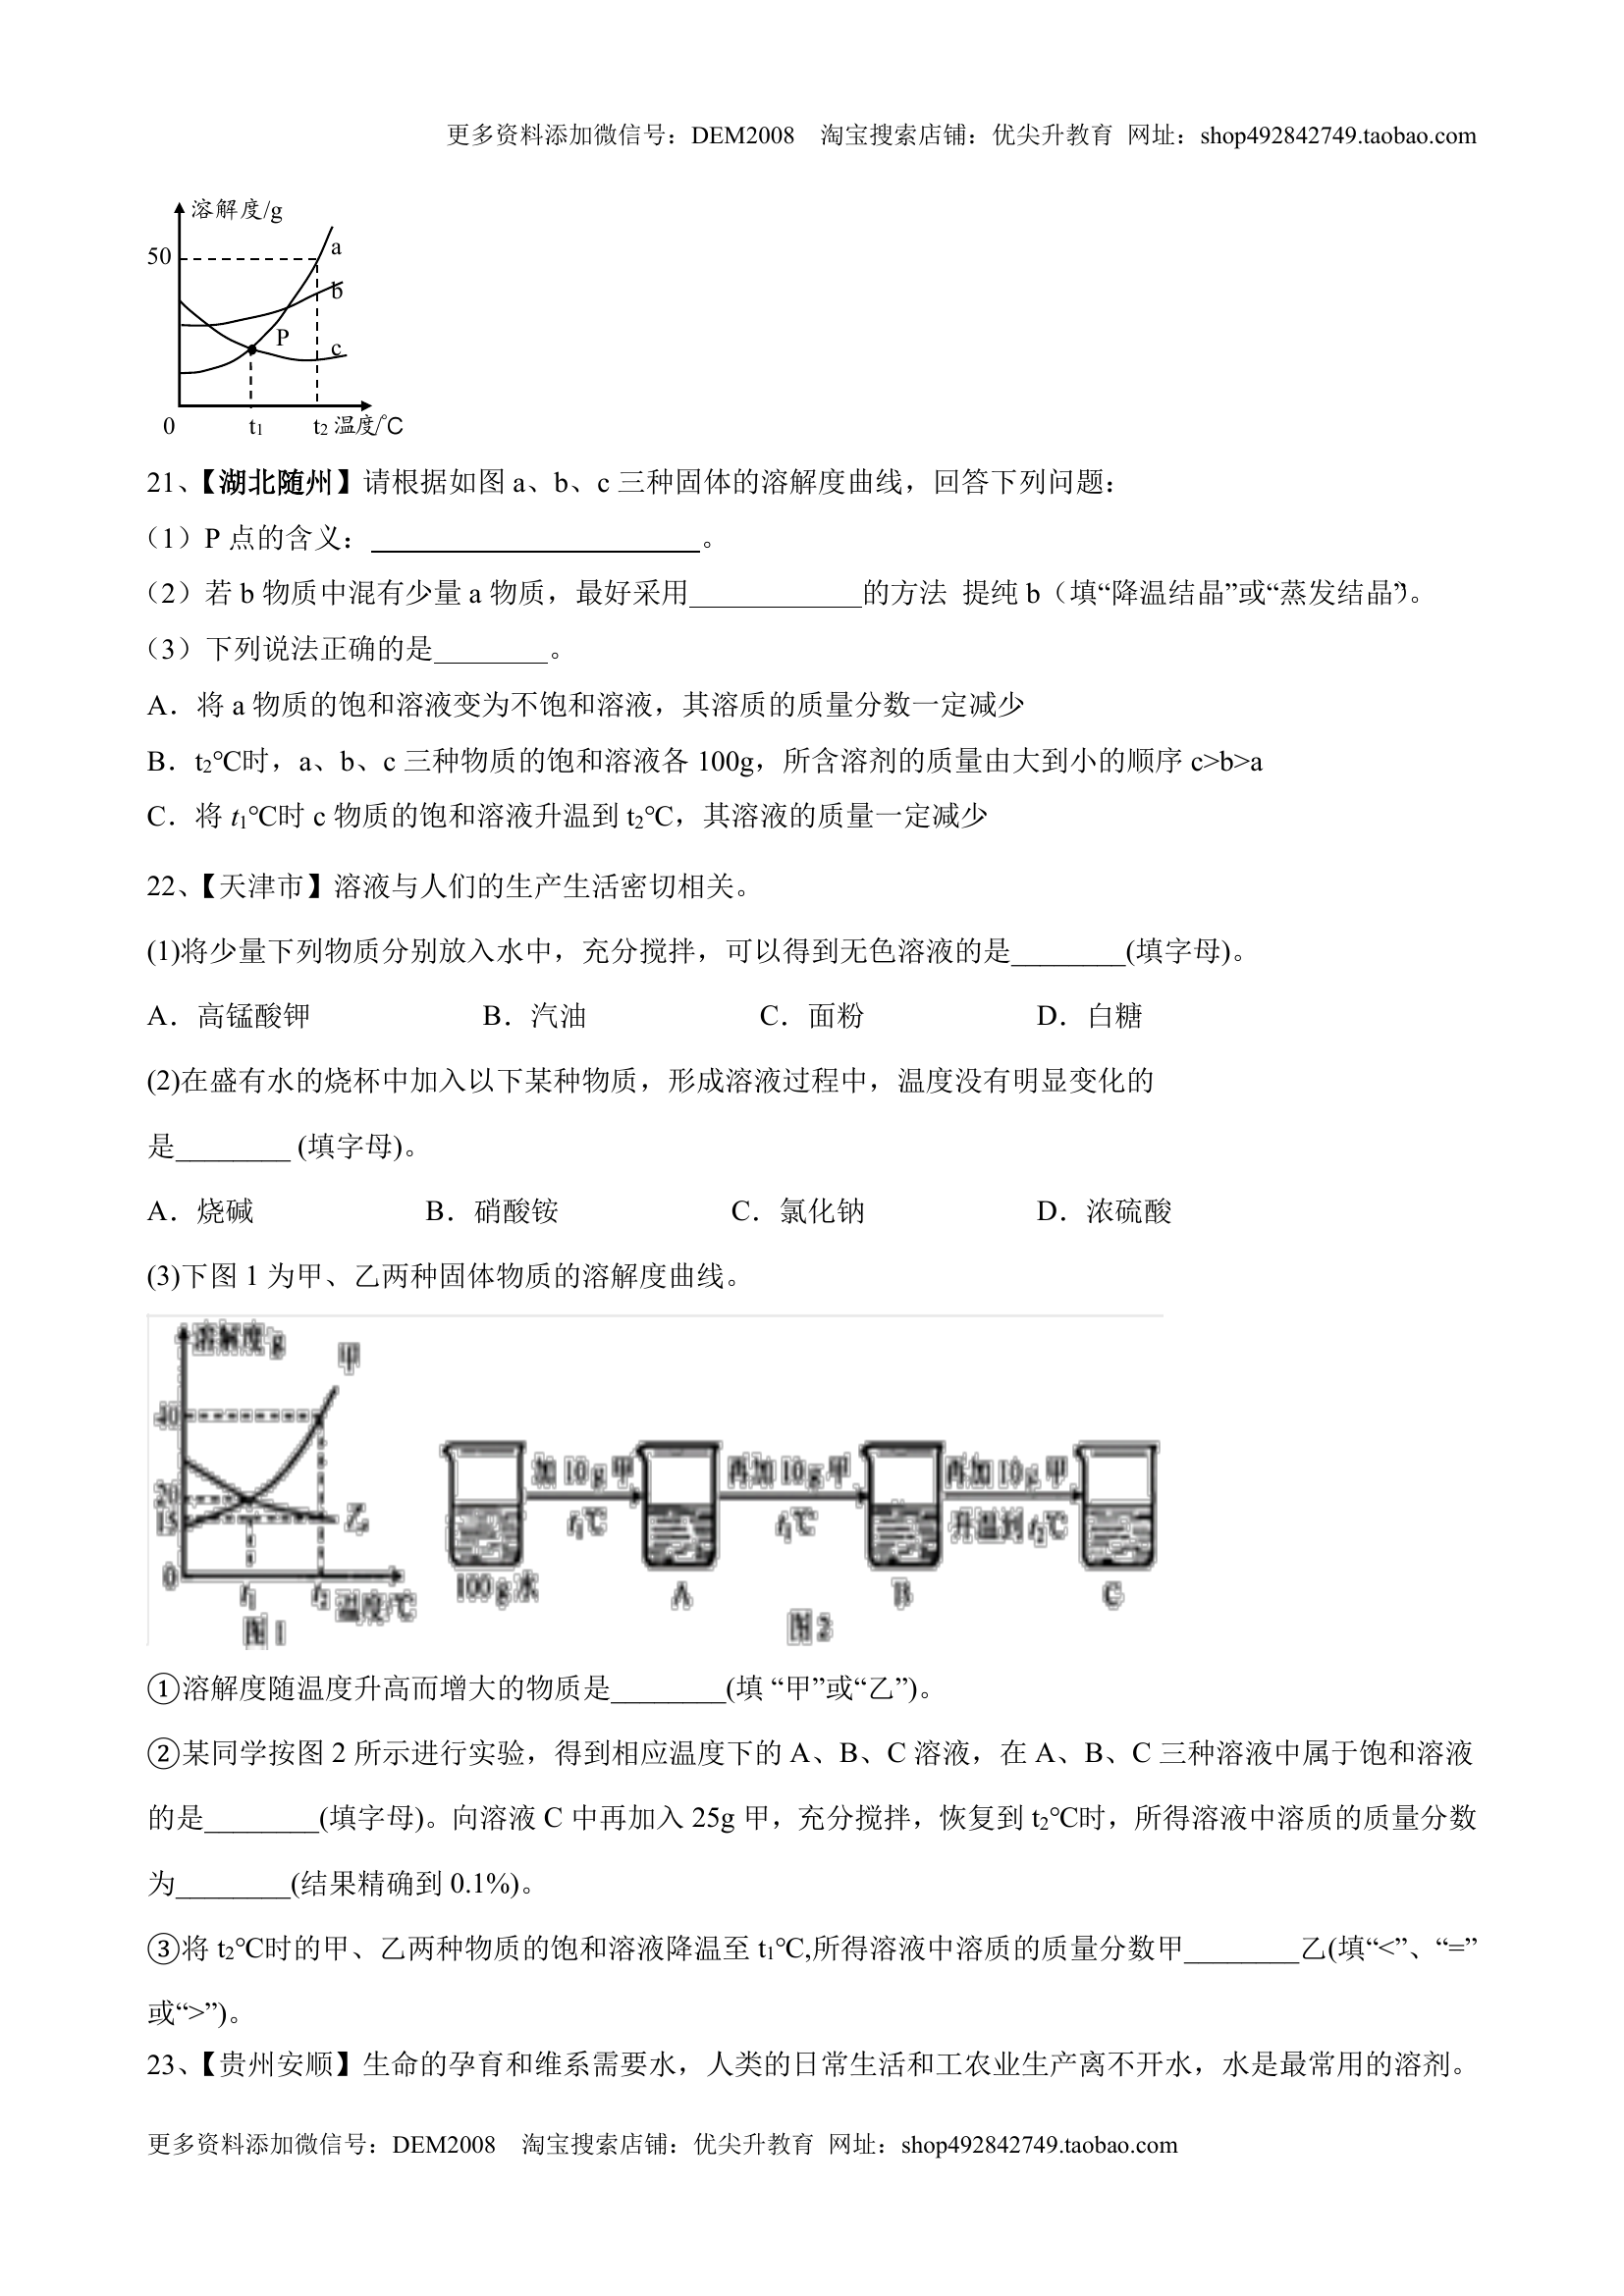 更多资料添加微信号：DEM2008 淘宝搜索店铺：优尖升教育 网址：shop492842749.taobao.com
溶解度/g
50
a
b
P
c
0 t₁ t₂ 温度/℃
21、【湖北随州】请根据如图 a、b、c 三种固体的溶解度曲线，回答下列问题：
（1）P 点的含义：________________________。
（2）若 b 物质中混有少量 a 物质，最好采用____________的方法 提纯 b（填“降温结晶”或“蒸发结晶”）。
（3）下列说法正确的是________。
A．将 a 物质的饱和溶液变为不饱和溶液，其溶质的质量分数一定减少
B．t₂℃时，a、b、c 三种物质的饱和溶液各 100g，所含溶剂的质量由大到小的顺序 c>b>a
C．将 t₁℃时 c 物质的饱和溶液升温到 t₂℃，其溶液的质量一定减少
22、【天津市】溶液与人们的生产生活密切相关。
(1)将少量下列物质分别放入水中，充分搅拌，可以得到无色溶液的是________(填字母)。
A．高锰酸钾 B．汽油 C．面粉 D．白糖
(2)在盛有水的烧杯中加入以下某种物质，形成溶液过程中，温度没有明显变化的
是________ (填字母)。
A．烧碱 B．硝酸铵 C．氯化钠 D．浓硫酸
(3)下图 1 为甲、乙两种固体物质的溶解度曲线。
溶解度/g
甲
40
20
15
乙
0
t₁ t₂ 温度/℃
图 1
加 10 g 甲 再加 10 g 甲 再加 10 g 甲
t₁℃ t₁℃ 升温到 t₂℃
100 g 水 A B C
图 2
①溶解度随温度升高而增大的物质是________(填 “甲”或“乙”)。
②某同学按图 2 所示进行实验，得到相应温度下的 A、B、C 溶液，在 A、B、C 三种溶液中属于饱和溶液
的是________(填字母)。向溶液 C 中再加入 25g 甲，充分搅拌，恢复到 t₂℃时，所得溶液中溶质的质量分数
为________(结果精确到 0.1%)。
③将 t₂℃时的甲、乙两种物质的饱和溶液降温至 t₁℃,所得溶液中溶质的质量分数甲________乙(填“<”、“=”
或“>”)。
23、【贵州安顺】生命的孕育和维系需要水，人类的日常生活和工农业生产离不开水，水是最常用的溶剂。
更多资料添加微信号：DEM2008 淘宝搜索店铺：优尖升教育 网址：shop492842749.taobao.com